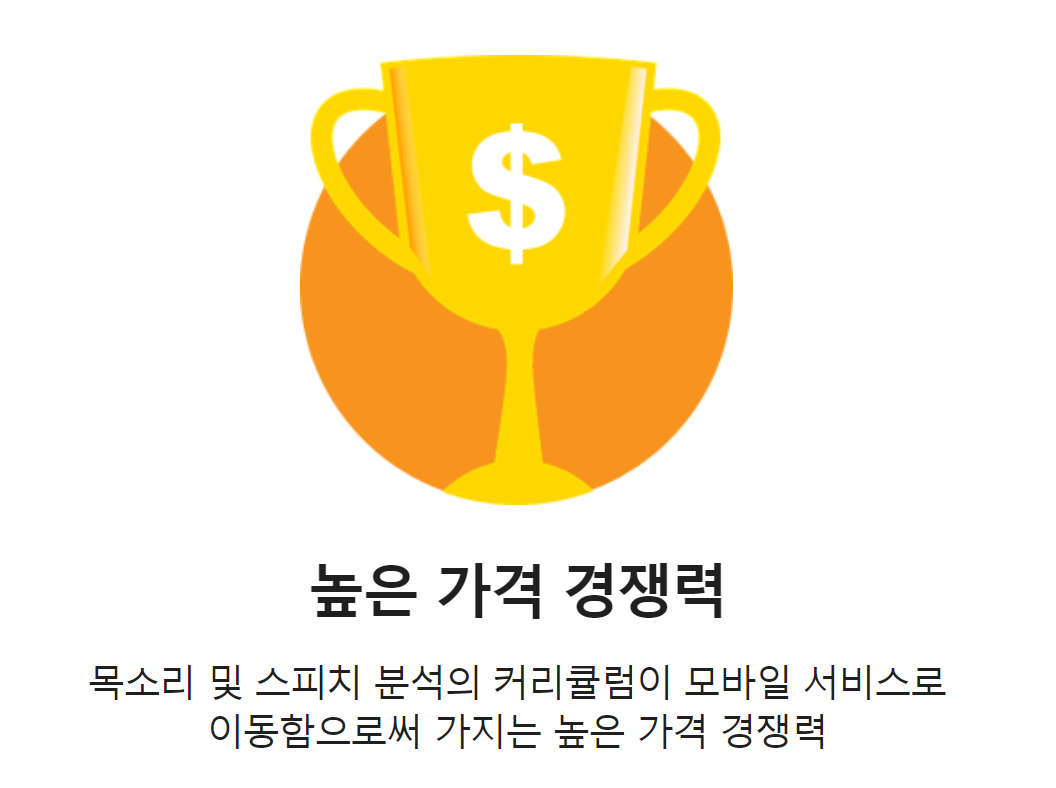 $
높은 가격 경쟁력
목소리 및 스피치 분석의 커리큘럼이 모바일 서비스로
이동함으로써 가지는 높은 가격 경쟁력